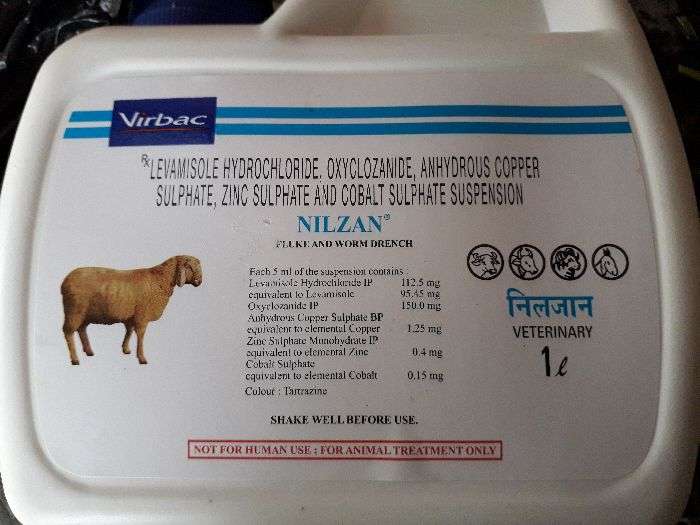 Virbac
Rx LEVAMISOLE HYDROCHLORIDE, OXYCLOZANIDE, ANHYDROUS COPPER
SULPHATE, ZINC SULPHATE AND COBALT SULPHATE SUSPENSION
NILZAN®
FLUKE AND WORM DRENCH
Each 5 ml of the suspension contains
Levamisole Hydrochloride IP 112.5 mg
equivalent to Levamisole 95.45 mg
Oxyclozanide IP 150.0 mg
Anhydrous Copper Sulphate BP
equivalent to elemental Copper 1.25 mg
Zinc Sulphate Monohydrate IP
equivalent to elemental Zinc 0.4 mg
Cobalt Sulphate
equivalent to elemental Cobalt 0.15 mg
Colour : Tartrazine
निलजान
VETERINARY
1 l
SHAKE WELL BEFORE USE.
NOT FOR HUMAN USE : FOR ANIMAL TREATMENT ONLY